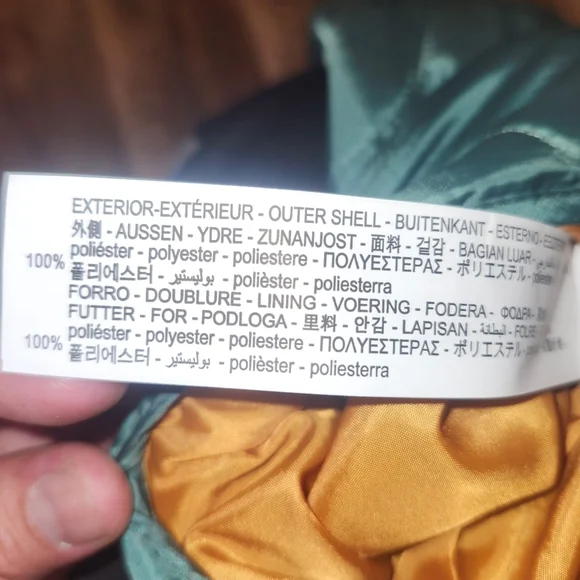 EXTERIOR-EXTÉRIEUR - OUTER SHELL - BUITENKANT - ESTERNO -
外側 - AUSSEN - YDRE - ZUNANJOST - 面料 - 겉감 - BAGIAN LUAR -
100% poliéster - polyester - poliestere - ΠΟΛΥΕΣΤΕΡΑΣ - ポリエステル -
폴리에스터 - بوليستير - polièster - poliesterra
FORRO - DOUBLURE - LINING - VOERING - FODERA - ΦΟΔΡΑ -
FUTTER - FOR - PODLOGA - 里料 - 안감 - LAPISAN - البطانة -
100% poliéster - polyester - poliestere - ΠΟΛΥΕΣΤΕΡΑΣ - ポリエステル -
폴리에스터 - بوليستير - polièster - poliesterra